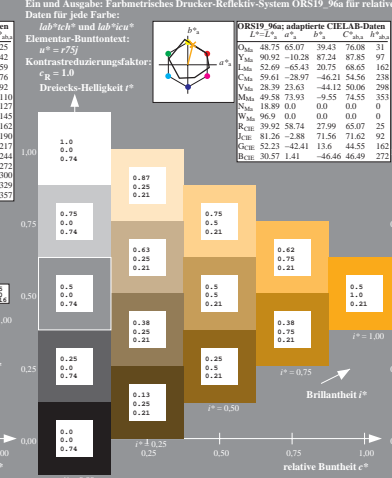 Ein und Ausgabe: Farbmetrisches Drucker-Reflektiv-System ORS19_96a für relative
Daten für jede Farbe:
lab*tch* und lab*icu*
Elementar-Bunttontext:
u* = r75j
Kontrastreduzierungsfaktor:
cR = 1.0
Dreiecks-Helligkeit t*
b*a
a*a
ORS19_96a; adaptierte CIELAB-Daten
L*=L*a a*a b*a C*ab,a h*ab,a
OMa 48.75 65.07 39.43 76.08 31
YMa 90.92 -10.28 87.24 87.85 97
LMa 52.69 -65.43 20.75 68.65 162
CMa 59.61 -28.97 -46.21 54.56 238
VMa 28.39 23.63 -44.12 50.06 298
MMa 49.58 73.93 -9.55 74.55 353
NMa 18.89 0.0 0.0 0.0 0
WMa 96.9 0.0 0.0 0.0 0
RCIE 39.92 58.74 27.99 65.07 25
JCIE 81.26 -2.88 71.56 71.62 92
GCIE 52.23 -42.41 13.6 44.55 162
BCIE 30.57 1.41 -46.46 46.49 272
1,00
1.0
0.0
0.74
0.87
0.25
0.21
0,75
0.75
0.0
0.74
0.75
0.5
0.21
0.63
0.25
0.21
0.62
0.75
0.21
0,50
0.5
0.0
0.74
0.5
0.5
0.21
0.5
1.0
0.21
0.38
0.25
0.21
0.38
0.75
0.21
i* = 1,00
0,25
0.25
0.0
0.74
0.25
0.5
0.21
i* = 0,75
0.13
0.25
0.21
Brillantheit i*
i* = 0,50
0,00
0.0
0.0
0.74
i* = 0,25
0,25
0,50
0,75
1,00
relative Buntheit c*